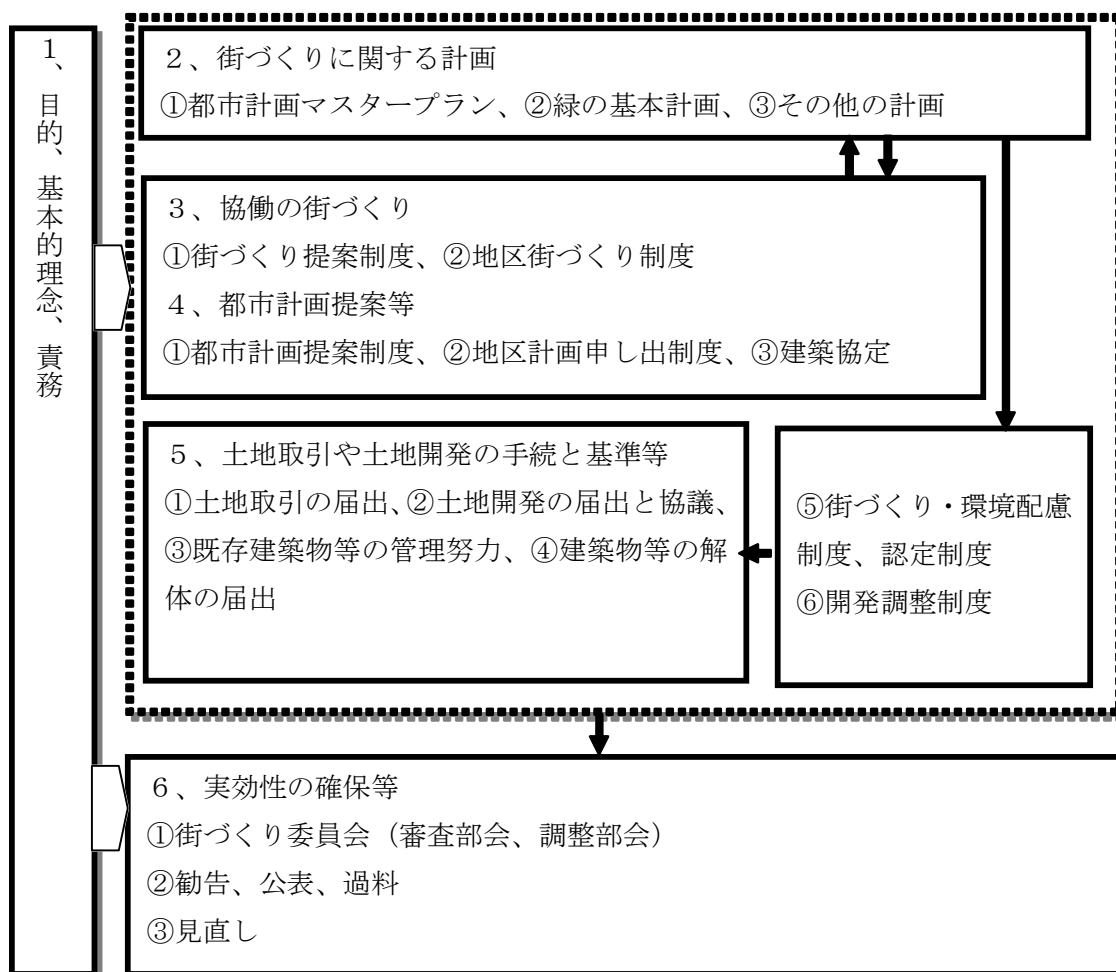 1、目的、基本的理念、責務
２、街づくりに関する計画
①都市計画マスタープラン、②緑の基本計画、③その他の計画
３、協働の街づくり
①街づくり提案制度、②地区街づくり制度
４、都市計画提案等
①都市計画提案制度、②地区計画申し出制度、③建築協定
５、土地取引や土地開発の手続と基準等
①土地取引の届出、②土地開発の届出と協議、
③既存建築物等の管理努力、④建築物等の解
体の届出
⑤街づくり・環境配慮
制度、認定制度
⑥開発調整制度
６、実効性の確保等
①街づくり委員会（審査部会、調整部会）
②勧告、公表、過料
③見直し